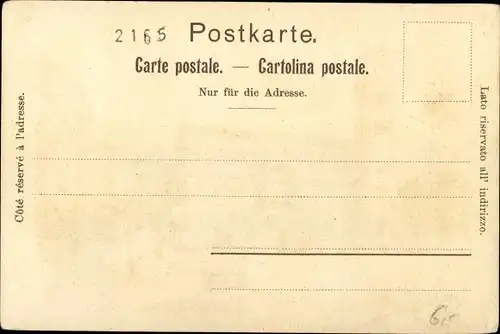 2165 Postkarte.
Carte postale. — Cartolina postale.
Nur für die Adresse.
Côté réservé à l'adresse.
Lato riservato all' indirizzo.